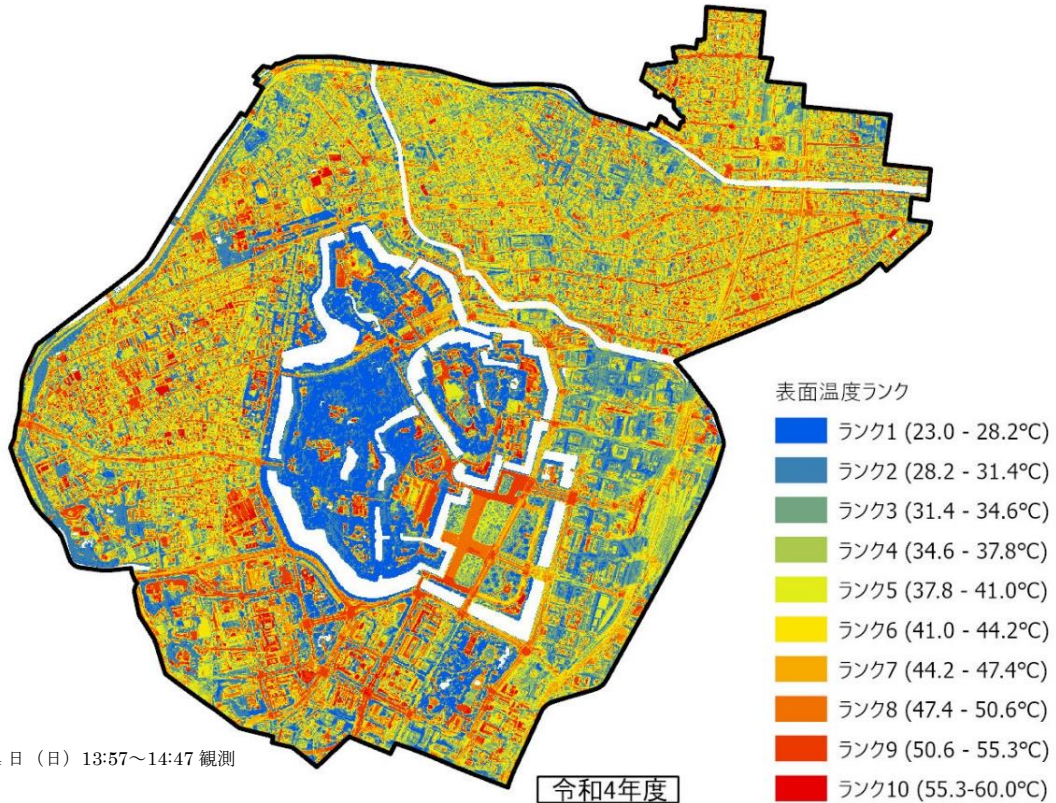 表面温度ランク
ランク1 (23.0 - 28.2°C)
ランク2 (28.2 - 31.4°C)
ランク3 (31.4 - 34.6°C)
ランク4 (34.6 - 37.8°C)
ランク5 (37.8 - 41.0°C)
ランク6 (41.0 - 44.2°C)
ランク7 (44.2 - 47.4°C)
ランク8 (47.4 - 50.6°C)
ランク9 (50.6 - 55.3°C)
ランク10 (55.3-60.0°C)
日（日）13:57～14:47 観測
令和4年度